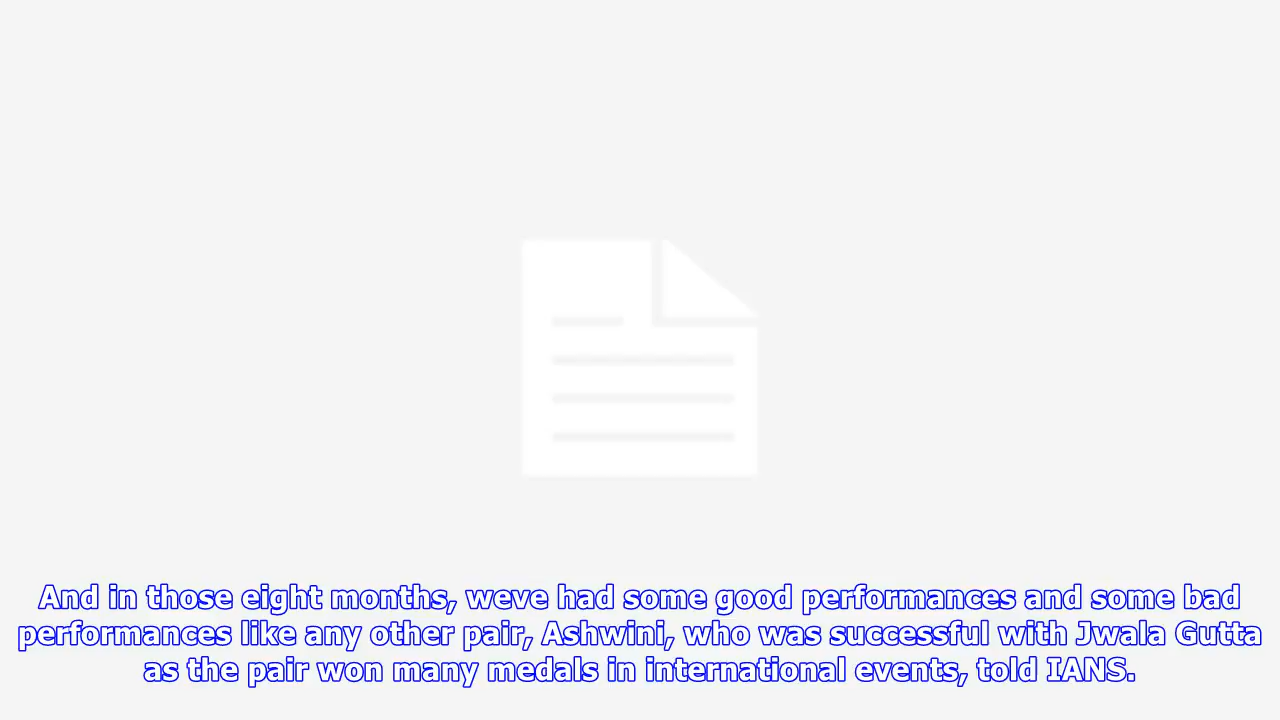 And in those eight months, weve had some good performances and some bad
performances like any other pair, Ashwini, who was successful with Jwala Gutta
as the pair won many medals in international events, told IANS.